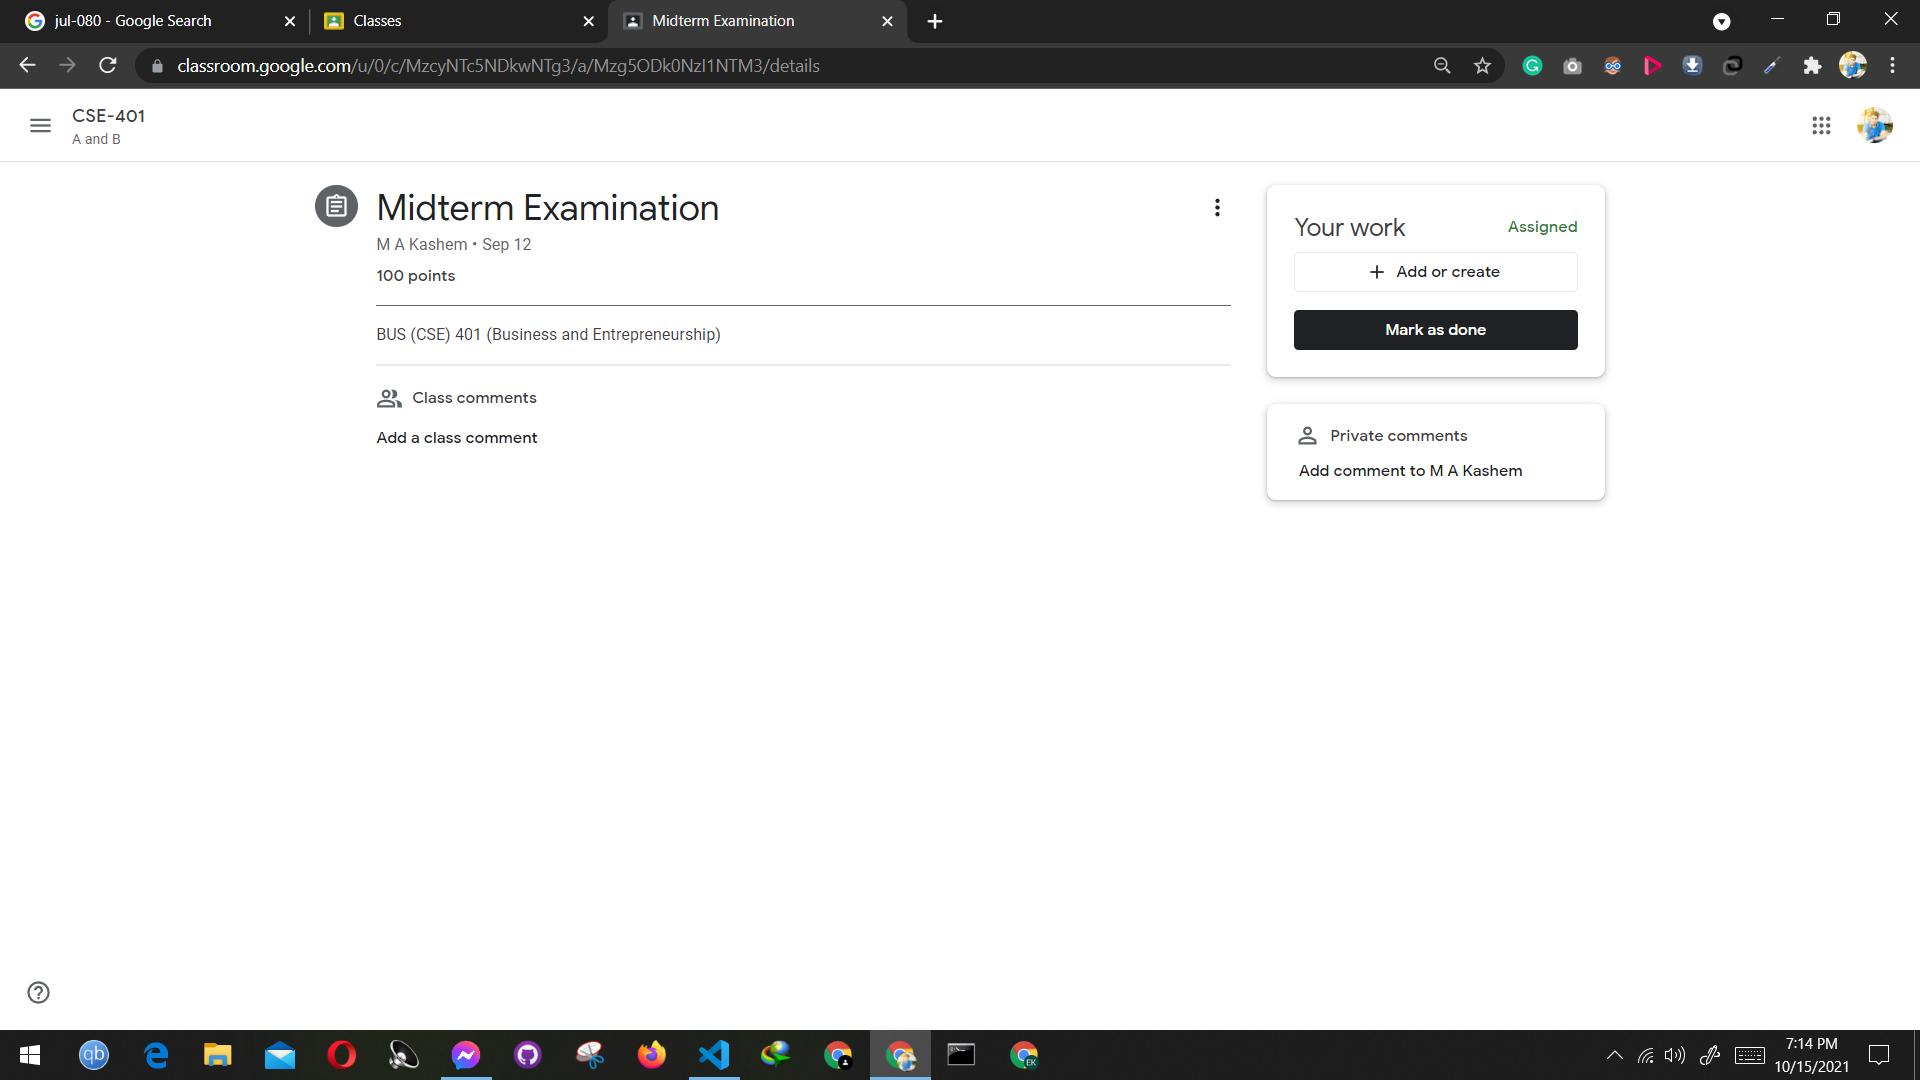 jul-080 - Google Search
Classes
Midterm Examination
classroom.google.com/u/0/c/MzcyNTc5NDkwNTg3/a/Mzg5ODk0NzI1NTM3/details
CSE-401
A and B
Midterm Examination
M A Kashem • Sep 12
100 points
BUS (CSE) 401 (Business and Entrepreneurship)
Class comments
Add a class comment
Your work
Assigned
+ Add or create
Mark as done
Private comments
Add comment to M A Kashem
qb
EK
7:14 PM
10/15/2021